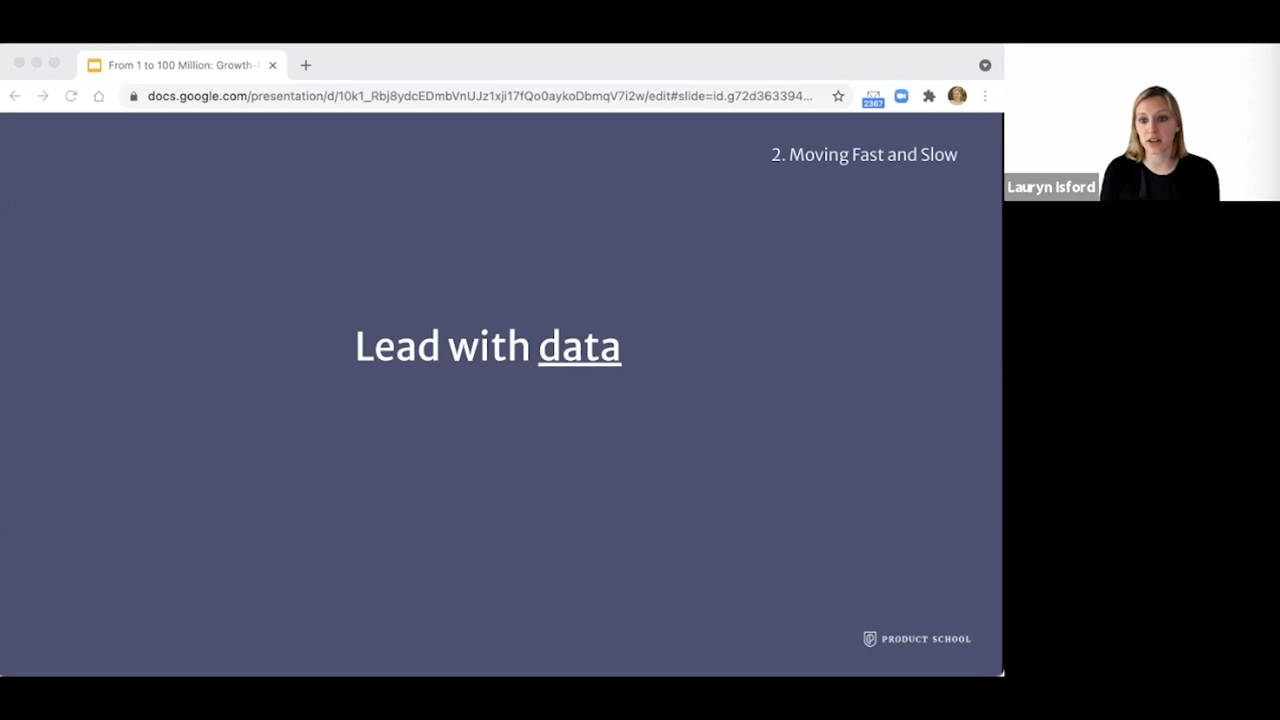 From 1 to 100 Million: Growth-
docs.google.com/presentation/d/10k1_Rbj8ydcEDmbVnUJz1xji17fQo0aykoDbmqV7i2w/edit#slide=id.g72d363394...
2367
2. Moving Fast and Slow
Lauryn Isford
Lead with data
PRODUCT SCHOOL